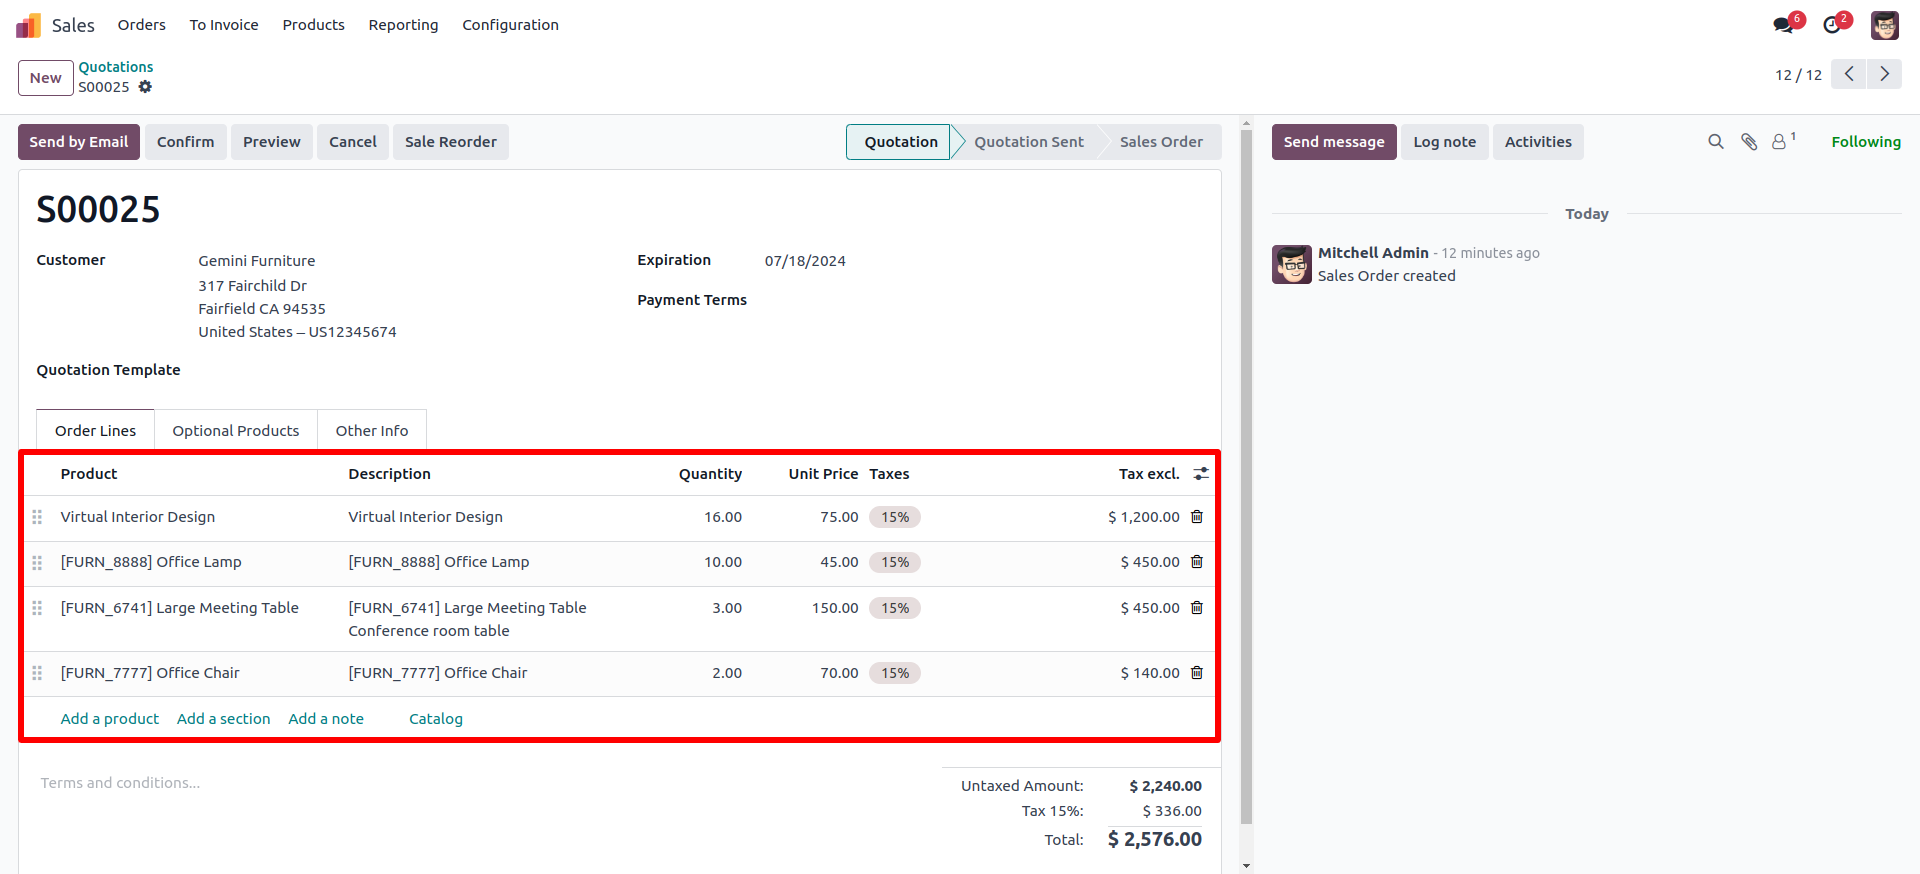 Sales Orders To Invoice Products Reporting Configuration 6 2
New Quotations
S00025
12 / 12
Send by Email Confirm Preview Cancel Sale Reorder Quotation Quotation Sent Sales Order
Send message Log note Activities 1 Following
S00025
Customer Gemini Furniture
317 Fairchild Dr
Fairfield CA 94535
United States – US12345674
Expiration 07/18/2024
Payment Terms
Quotation Template
Order Lines Optional Products Other Info
Product Description Quantity Unit Price Taxes Tax excl.
Virtual Interior Design Virtual Interior Design 16.00 75.00 15% $ 1,200.00
[FURN_8888] Office Lamp [FURN_8888] Office Lamp 10.00 45.00 15% $ 450.00
[FURN_6741] Large Meeting Table [FURN_6741] Large Meeting Table 3.00 150.00 15% $ 450.00
Conference room table
[FURN_7777] Office Chair [FURN_7777] Office Chair 2.00 70.00 15% $ 140.00
Add a product Add a section Add a note Catalog
Terms and conditions...
Untaxed Amount: $ 2,240.00
Tax 15%: $ 336.00
Total: $ 2,576.00
Today
Mitchell Admin - 12 minutes ago
Sales Order created